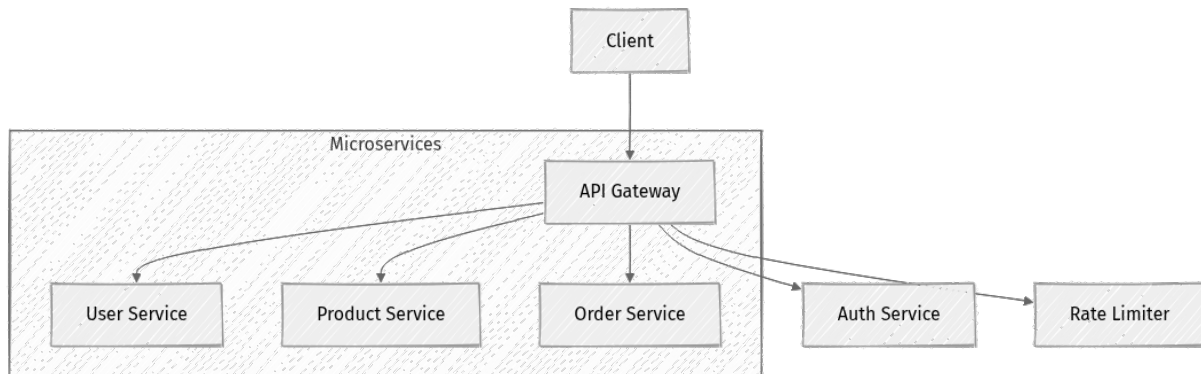 Client
Microservices
API Gateway
User Service
Product Service
Order Service
Auth Service
Rate Limiter